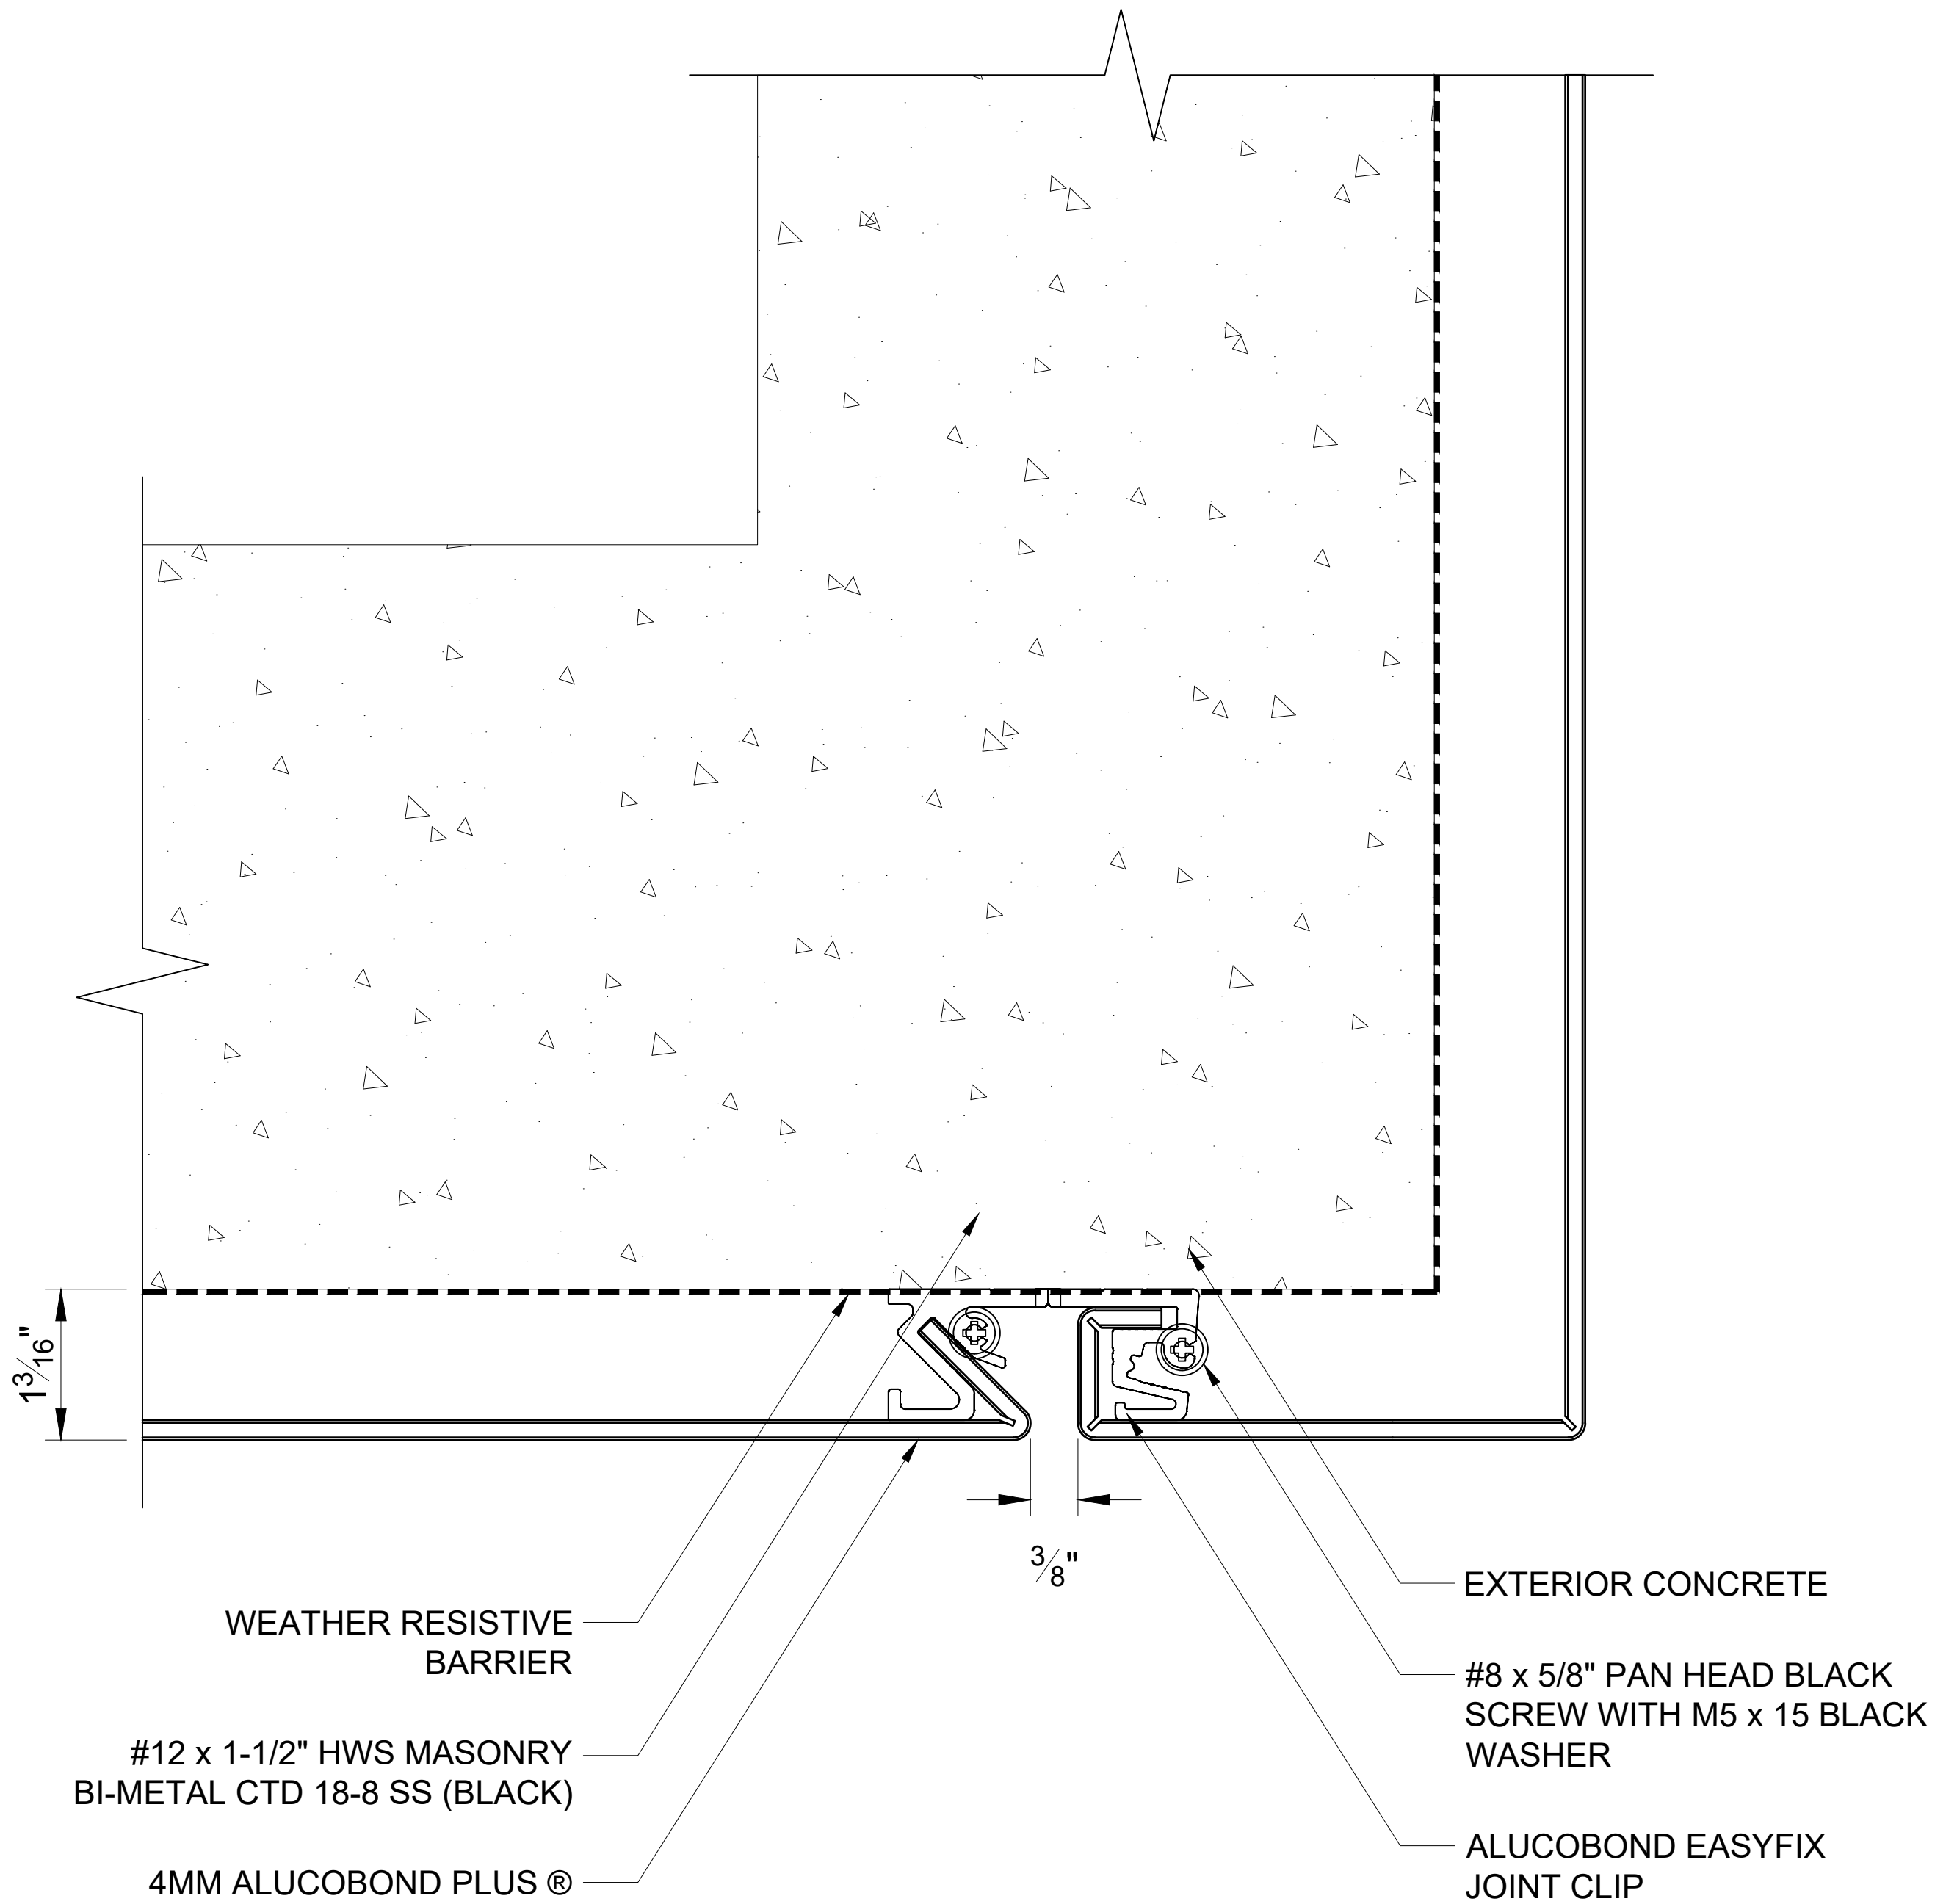 1 3/16"
3/8"
WEATHER RESISTIVE
BARRIER
#12 x 1-1/2" HWS MASONRY
BI-METAL CTD 18-8 SS (BLACK)
4MM ALUCOBOND PLUS ®
EXTERIOR CONCRETE
#8 x 5/8" PAN HEAD BLACK
SCREW WITH M5 x 15 BLACK
WASHER
ALUCOBOND EASYFIX
JOINT CLIP